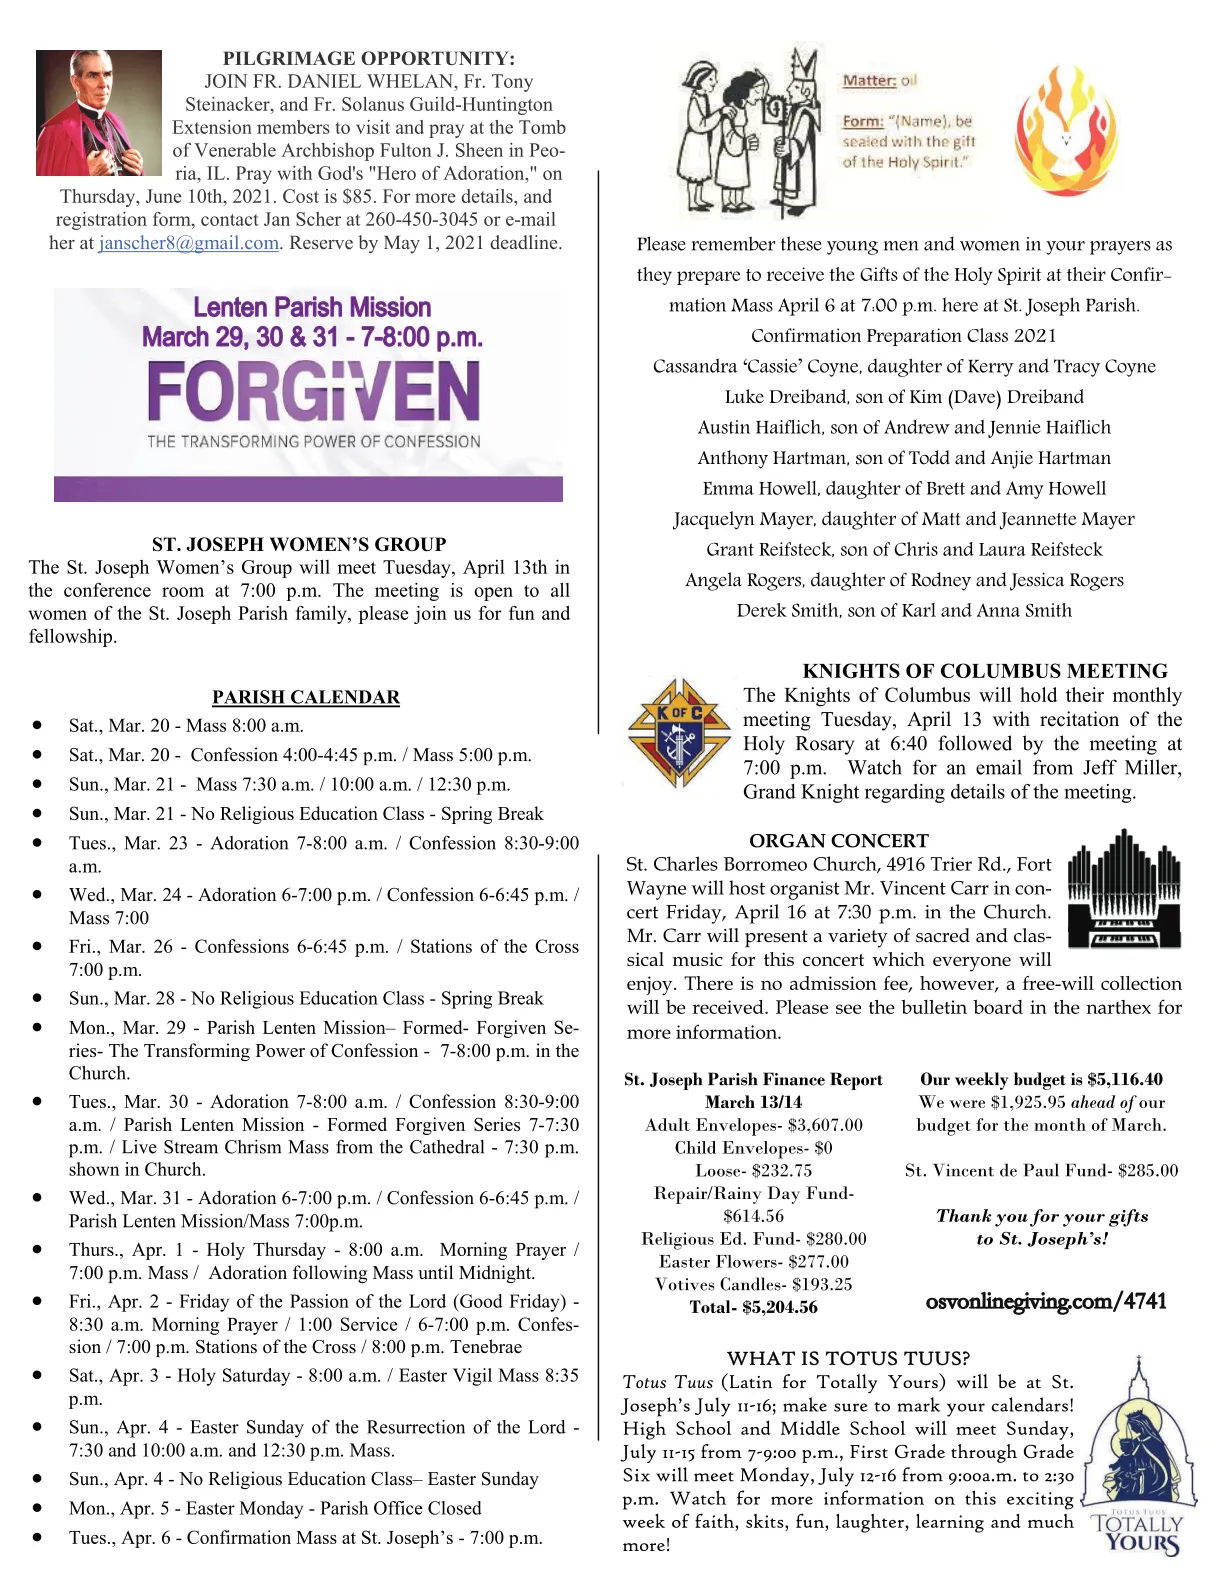 PILGRIMAGE OPPORTUNITY:
JOIN FR. DANIEL WHELAN, Fr. Tony
Steinacker, and Fr. Solanus Guild-Huntington
Extension members to visit and pray at the Tomb
of Venerable Archbishop Fulton J. Sheen in Peo-
ria, IL. Pray with God's "Hero of Adoration," on
Thursday, June 10th, 2021. Cost is $85. For more details, and
registration form, contact Jan Scher at 260-450-3045 or e-mail
her at janscher8@gmail.com. Reserve by May 1, 2021 deadline.
Lenten Parish Mission
March 29, 30 & 31 - 7-8:00 p.m.
FORGiVEN
THE TRANSFORMING POWER OF CONFESSION
ST. JOSEPH WOMEN'S GROUP
The St. Joseph Women's Group will meet Tuesday, April 13th in
the conference room at 7:00 p.m. The meeting is open to all
women of the St. Joseph Parish family, please join us for fun and
fellowship.
PARISH CALENDAR
● Sat., Mar. 20 - Mass 8:00 a.m.
● Sat., Mar. 20 - Confession 4:00-4:45 p.m. / Mass 5:00 p.m.
● Sun., Mar. 21 - Mass 7:30 a.m. / 10:00 a.m. / 12:30 p.m.
● Sun., Mar. 21 - No Religious Education Class - Spring Break
● Tues., Mar. 23 - Adoration 7-8:00 a.m. / Confession 8:30-9:00
a.m.
● Wed., Mar. 24 - Adoration 6-7:00 p.m. / Confession 6-6:45 p.m. /
Mass 7:00
● Fri., Mar. 26 - Confessions 6-6:45 p.m. / Stations of the Cross
7:00 p.m.
● Sun., Mar. 28 - No Religious Education Class - Spring Break
● Mon., Mar. 29 - Parish Lenten Mission– Formed- Forgiven Se-
ries- The Transforming Power of Confession - 7-8:00 p.m. in the
Church.
● Tues., Mar. 30 - Adoration 7-8:00 a.m. / Confession 8:30-9:00
a.m. / Parish Lenten Mission - Formed Forgiven Series 7-7:30
p.m. / Live Stream Chrism Mass from the Cathedral - 7:30 p.m.
shown in Church.
● Wed., Mar. 31 - Adoration 6-7:00 p.m. / Confession 6-6:45 p.m. /
Parish Lenten Mission/Mass 7:00p.m.
● Thurs., Apr. 1 - Holy Thursday - 8:00 a.m. Morning Prayer /
7:00 p.m. Mass / Adoration following Mass until Midnight.
● Fri., Apr. 2 - Friday of the Passion of the Lord (Good Friday) -
8:30 a.m. Morning Prayer / 1:00 Service / 6-7:00 p.m. Confes-
sion / 7:00 p.m. Stations of the Cross / 8:00 p.m. Tenebrae
● Sat., Apr. 3 - Holy Saturday - 8:00 a.m. / Easter Vigil Mass 8:35
p.m.
● Sun., Apr. 4 - Easter Sunday of the Resurrection of the Lord -
7:30 and 10:00 a.m. and 12:30 p.m. Mass.
● Sun., Apr. 4 - No Religious Education Class– Easter Sunday
● Mon., Apr. 5 - Easter Monday - Parish Office Closed
● Tues., Apr. 6 - Confirmation Mass at St. Joseph's - 7:00 p.m.
Matter: oil
Form: "(Name), be
sealed with the gift
of the Holy Spirit."
Please remember these young men and women in your prayers as
they prepare to receive the Gifts of the Holy Spirit at their Confir-
mation Mass April 6 at 7:00 p.m. here at St. Joseph Parish.
Confirmation Preparation Class 2021
Cassandra 'Cassie' Coyne, daughter of Kerry and Tracy Coyne
Luke Dreiband, son of Kim (Dave) Dreiband
Austin Haiflich, son of Andrew and Jennie Haiflich
Anthony Hartman, son of Todd and Anjie Hartman
Emma Howell, daughter of Brett and Amy Howell
Jacquelyn Mayer, daughter of Matt and Jeannette Mayer
Grant Reifsteck, son of Chris and Laura Reifsteck
Angela Rogers, daughter of Rodney and Jessica Rogers
Derek Smith, son of Karl and Anna Smith
K OF C
KNIGHTS OF COLUMBUS MEETING
The Knights of Columbus will hold their monthly
meeting Tuesday, April 13 with recitation of the
Holy Rosary at 6:40 followed by the meeting at
7:00 p.m. Watch for an email from Jeff Miller,
Grand Knight regarding details of the meeting.
ORGAN CONCERT
St. Charles Borromeo Church, 4916 Trier Rd., Fort
Wayne will host organist Mr. Vincent Carr in con-
cert Friday, April 16 at 7:30 p.m. in the Church.
Mr. Carr will present a variety of sacred and clas-
sical music for this concert which everyone will
enjoy. There is no admission fee, however, a free-will collection
will be received. Please see the bulletin board in the narthex for
more information.
St. Joseph Parish Finance Report
March 13/14
Adult Envelopes- $3,607.00
Child Envelopes- $0
Loose- $232.75
Repair/Rainy Day Fund-
$614.56
Religious Ed. Fund- $280.00
Easter Flowers- $277.00
Votives Candles- $193.25
Total- $5,204.56
Our weekly budget is $5,116.40
We were $1,925.95 ahead of our
budget for the month of March.
St. Vincent de Paul Fund- $285.00
Thank you for your gifts
to St. Joseph's!
osvonlinegiving.com/4741
WHAT IS TOTUS TUUS?
Totus Tuus (Latin for Totally Yours) will be at St.
Joseph's July 11-16; make sure to mark your calendars!
High School and Middle School will meet Sunday,
July 11-15 from 7-9:00 p.m., First Grade through Grade
Six will meet Monday, July 12-16 from 9:00a.m. to 2:30
p.m. Watch for more information on this exciting
week of faith, skits, fun, laughter, learning and much
more!
TOTUS TUUS
TOTALLY
YOURS